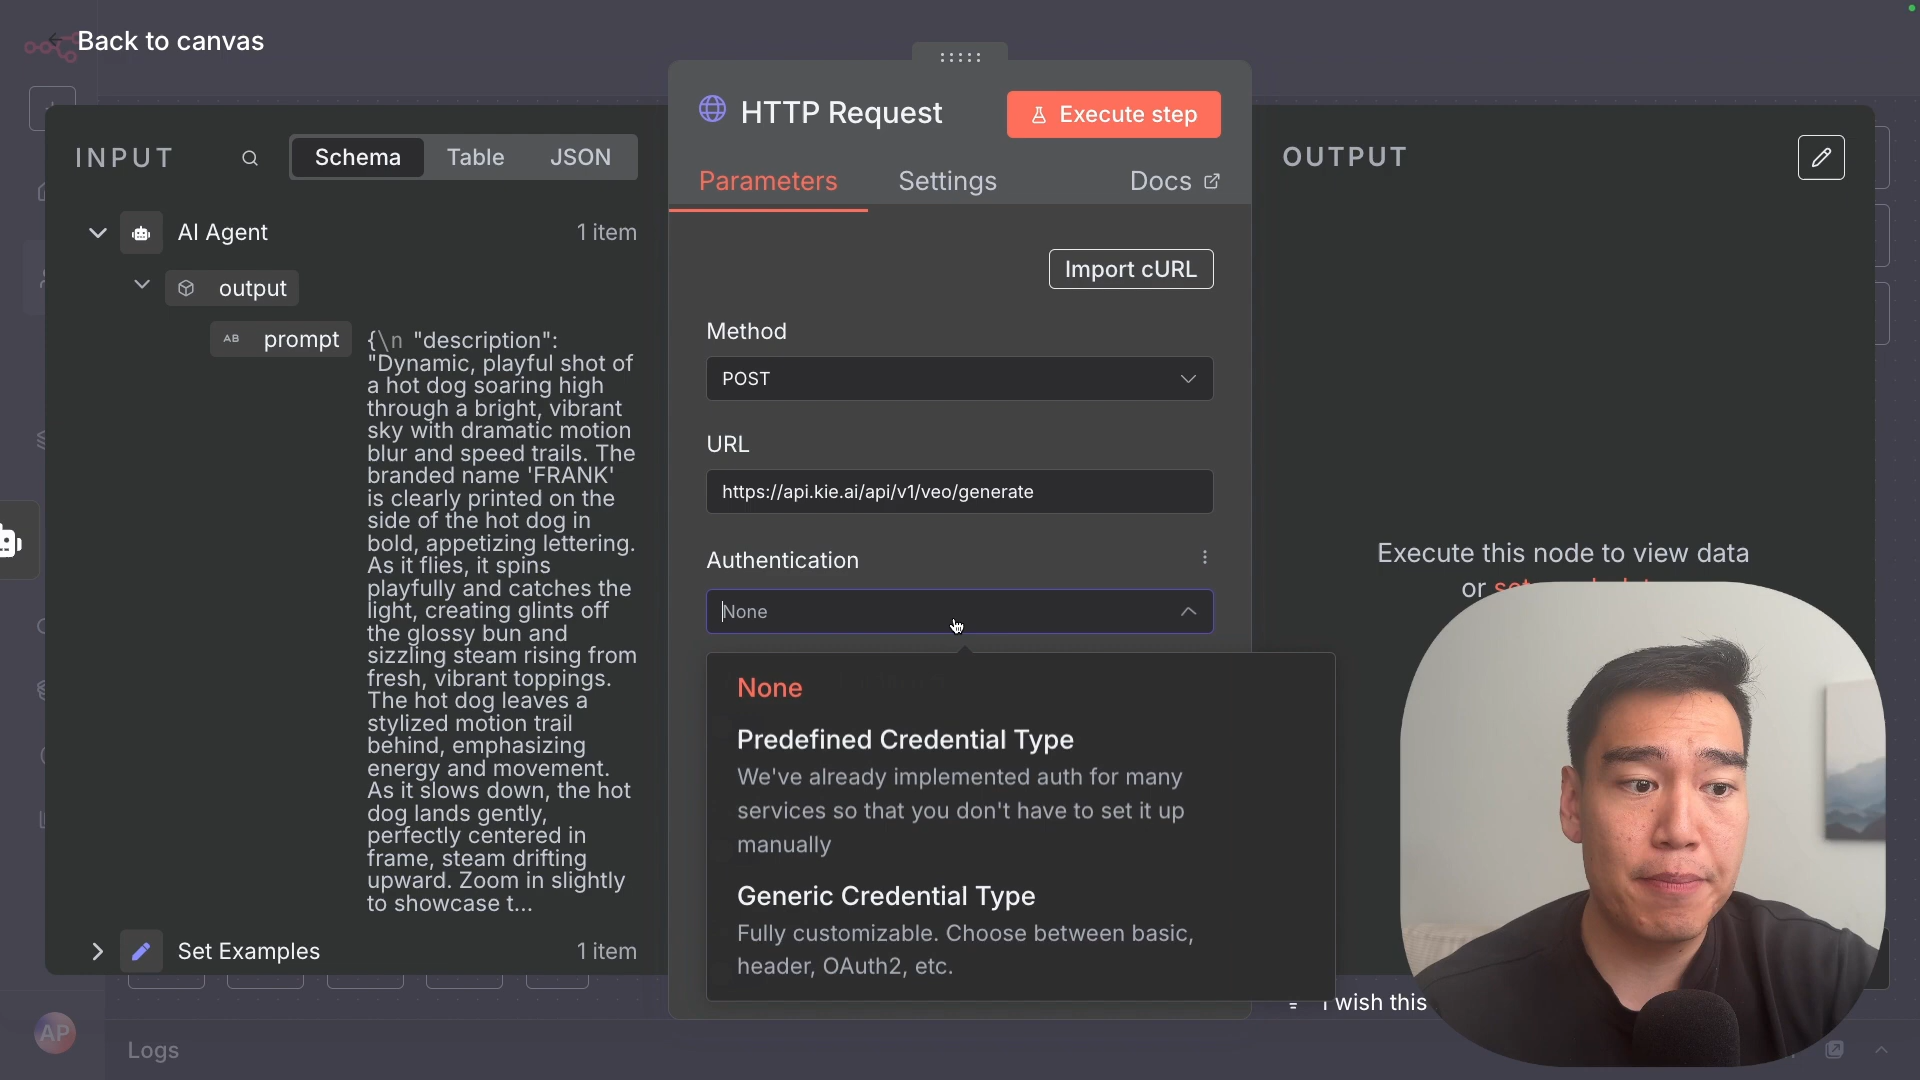 Back to canvas
INPUT
Schema
Table
JSON
AI Agent
1 item
output
AB
prompt
{\n "description":
"Dynamic, playful shot of
a hot dog soaring high
through a bright, vibrant
sky with dramatic motion
blur and speed trails. The
branded name 'FRANK'
is clearly printed on the
side of the hot dog in
bold, appetizing lettering.
As it flies, it spins
playfully and catches the
light, creating glints off
the glossy bun and
sizzling steam rising from
fresh, vibrant toppings.
The hot dog leaves a
stylized motion trail
behind, emphasizing
energy and movement.
As it slows down, the hot
dog lands gently,
perfectly centered in
frame, steam drifting
upward. Zoom in slightly
to showcase t...
Set Examples
1 item
HTTP Request
Execute step
Parameters
Settings
Docs
Import cURL
Method
POST
URL
https://api.kie.ai/api/v1/veo/generate
Authentication
None
None
Predefined Credential Type
We've already implemented auth for many
services so that you don't have to set it up
manually
Generic Credential Type
Fully customizable. Choose between basic,
header, OAuth2, etc.
OUTPUT
Execute this node to view data
or
I wish this
AP
Logs